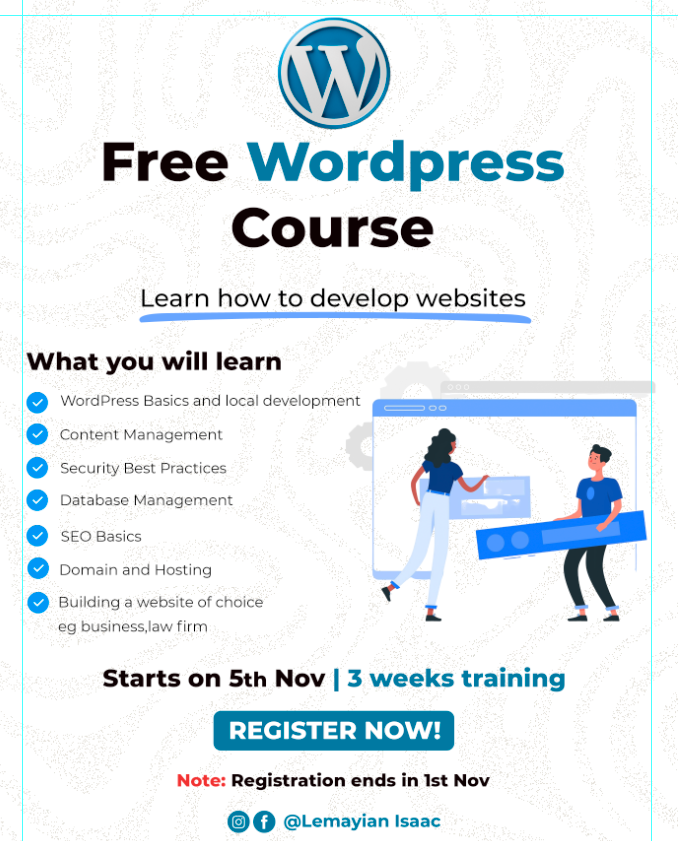 W
Free Wordpress
Course
Learn how to develop websites
What you will learn
WordPress Basics and local development
Content Management
Security Best Practices
Database Management
SEO Basics
Domain and Hosting
Building a website of choice
eg business,law firm
Starts on 5th Nov | 3 weeks training
REGISTER NOW!
Note: Registration ends in 1st Nov
@Lemayian Isaac